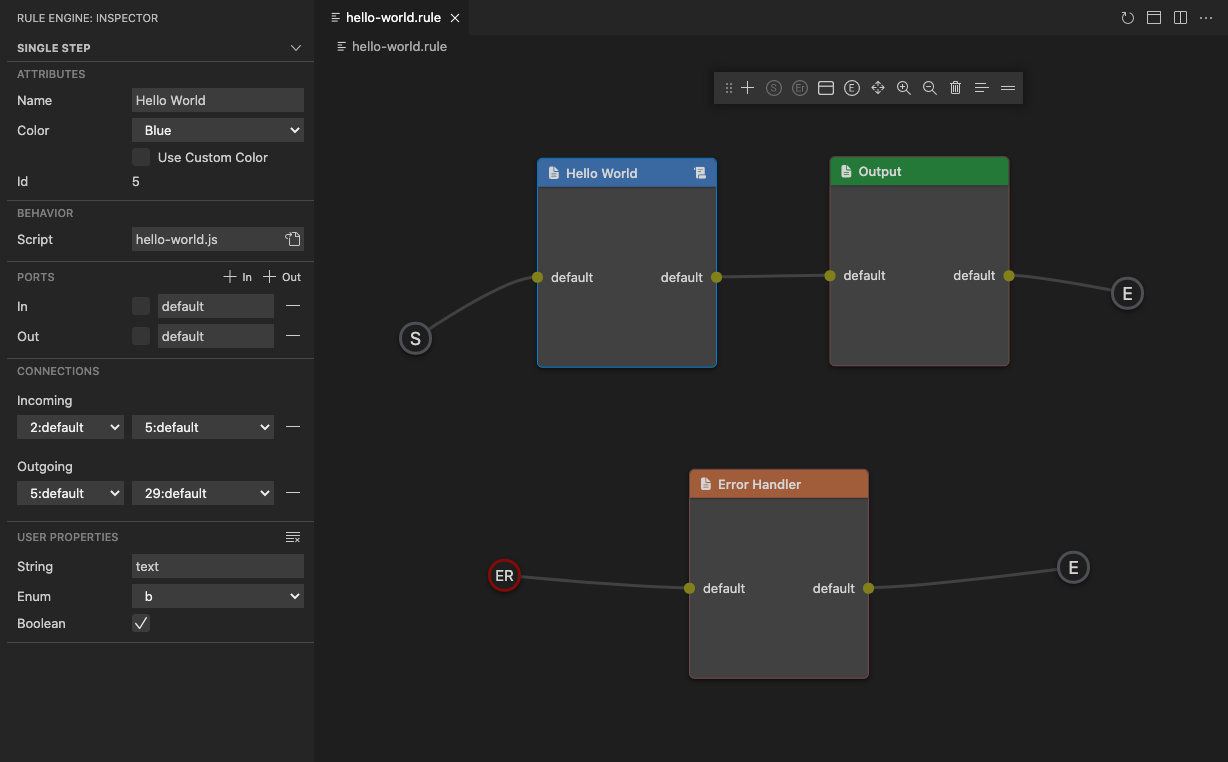 RULE ENGINE: INSPECTOR
SINGLE STEP
ATTRIBUTES
Name Hello World
Color Blue
Use Custom Color
Id 5
BEHAVIOR
Script hello-world.js
PORTS In Out
In default
Out default
CONNECTIONS
Incoming
2:default 5:default
Outgoing
5:default 29:default
USER PROPERTIES
String text
Enum b
Boolean
hello-world.rule
hello-world.rule
S Er E
Hello World
default default
Output
default default
S
E
Error Handler
default default
ER
E